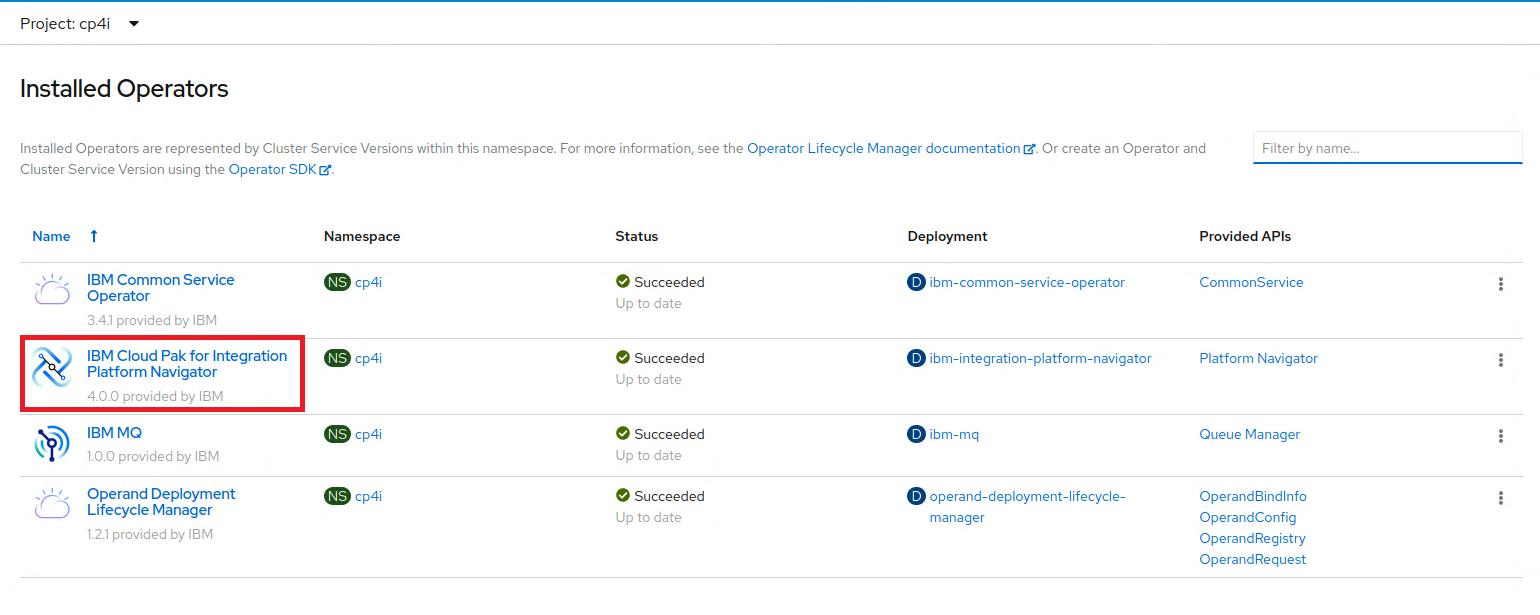 Project: cp4i
Installed Operators
Installed Operators are represented by Cluster Service Versions within this namespace. For more information, see the Operator Lifecycle Manager documentation. Or create an Operator and
Cluster Service Version using the Operator SDK.
Filter by name...
Name Namespace Status Deployment Provided APIs
IBM Common Service
Operator
3.4.1 provided by IBM
NS cp4i
Succeeded
Up to date
D ibm-common-service-operator
CommonService
IBM Cloud Pak for Integration
Platform Navigator
4.0.0 provided by IBM
NS cp4i
Succeeded
Up to date
D ibm-integration-platform-navigator
Platform Navigator
IBM MQ
1.0.0 provided by IBM
NS cp4i
Succeeded
Up to date
D ibm-mq
Queue Manager
Operand Deployment
Lifecycle Manager
1.2.1 provided by IBM
NS cp4i
Succeeded
Up to date
D operand-deployment-lifecycle-
manager
OperandBindInfo
OperandConfig
OperandRegistry
OperandRequest